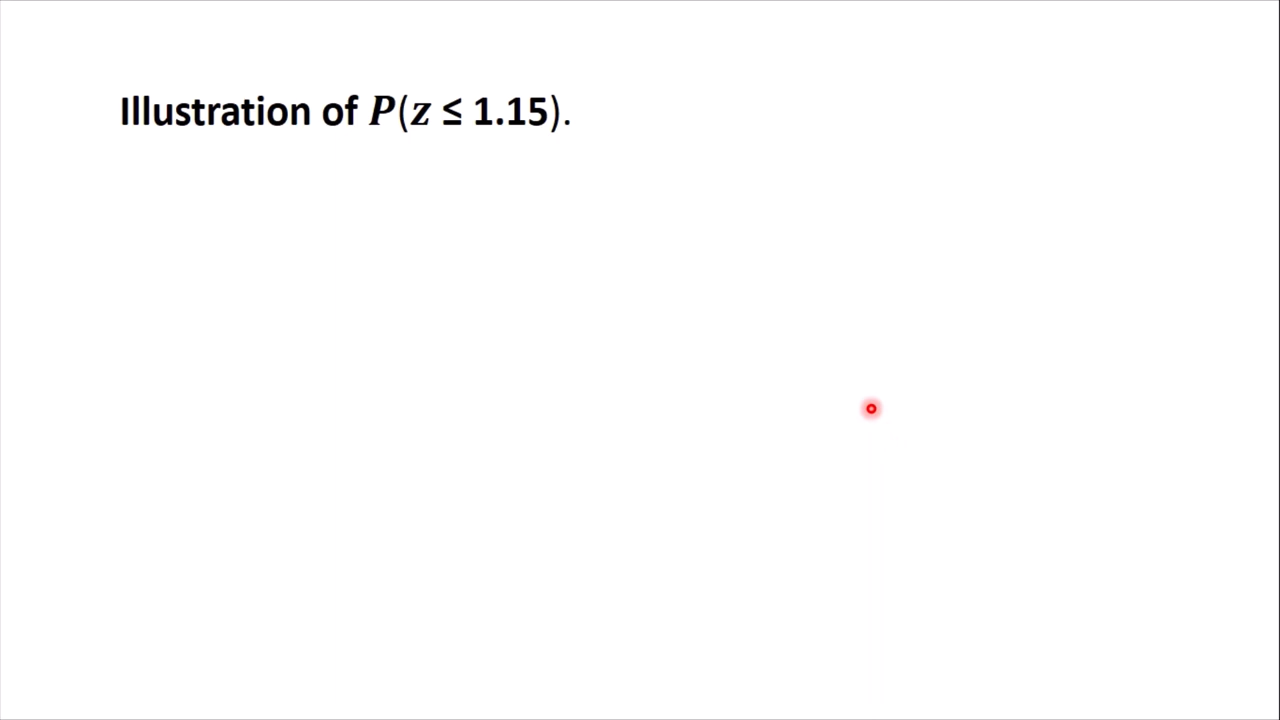 Illustration of P(z ≤ 1.15).